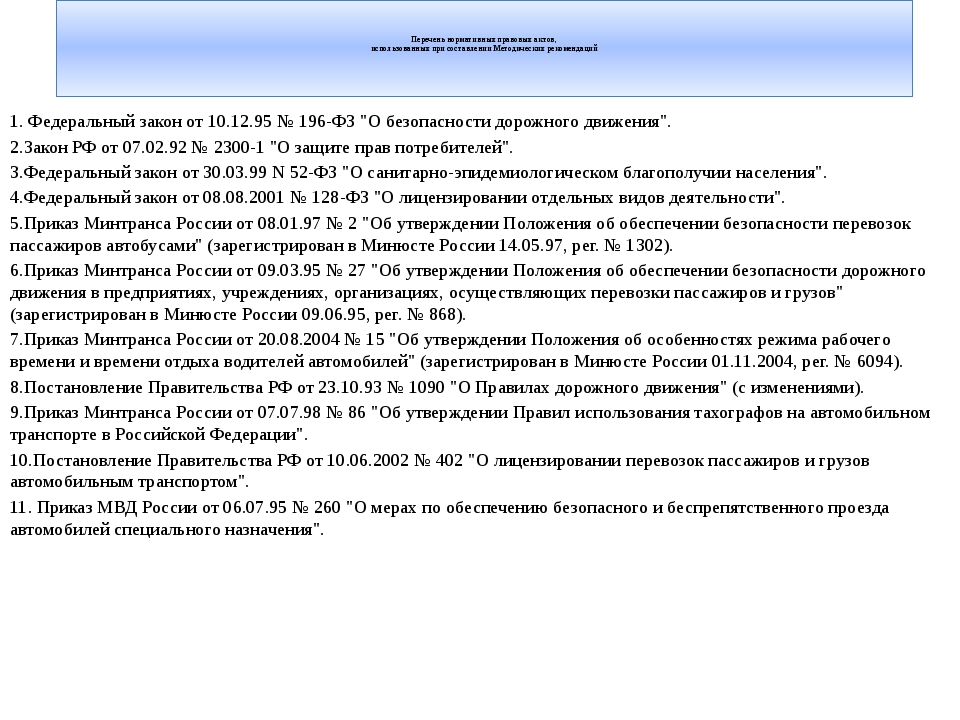 Перечень нормативных правовых актов,
использованных при составлении Методических рекомендаций
1. Федеральный закон от 10.12.95 № 196-ФЗ "О безопасности дорожного движения".
2.Закон РФ от 07.02.92 № 2300-1 "О защите прав потребителей".
3.Федеральный закон от 30.03.99 N 52-ФЗ "О санитарно-эпидемиологическом благополучии населения".
4.Федеральный закон от 08.08.2001 № 128-ФЗ "О лицензировании отдельных видов деятельности".
5.Приказ Минтранса России от 08.01.97 № 2 "Об утверждении Положения об обеспечении безопасности перевозок
пассажиров автобусами" (зарегистрирован в Минюсте России 14.05.97, рег. № 1302).
6.Приказ Минтранса России от 09.03.95 № 27 "Об утверждении Положения об обеспечении безопасности дорожного
движения в предприятиях, учреждениях, организациях, осуществляющих перевозки пассажиров и грузов"
(зарегистрирован в Минюсте России 09.06.95, рег. № 868).
7.Приказ Минтранса России от 20.08.2004 № 15 "Об утверждении Положения об особенностях режима рабочего
времени и времени отдыха водителей автомобилей" (зарегистрирован в Минюсте России 01.11.2004, рег. № 6094).
8.Постановление Правительства РФ от 23.10.93 № 1090 "О Правилах дорожного движения" (с изменениями).
9.Приказ Минтранса России от 07.07.98 № 86 "Об утверждении Правил использования тахографов на автомобильном
транспорте в Российской Федерации".
10.Постановление Правительства РФ от 10.06.2002 № 402 "О лицензировании перевозок пассажиров и грузов
автомобильным транспортом".
11. Приказ МВД России от 06.07.95 № 260 "О мерах по обеспечению безопасного и беспрепятственного проезда
автомобилей специального назначения".